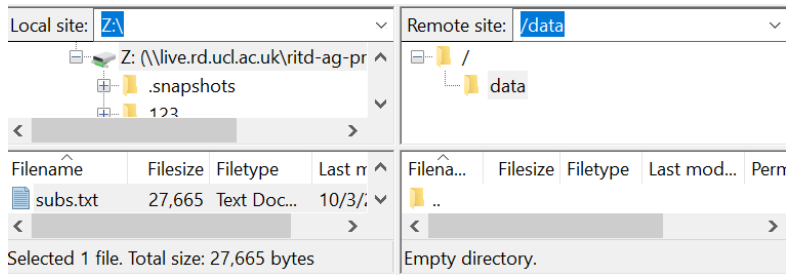 Local site: Z:\
Z: (\\live.rd.ucl.ac.uk\ritd-ag-pr
.snapshots
123
Filename Filesize Filetype Last m
subs.txt 27,665 Text Doc... 10/3/2
Selected 1 file. Total size: 27,665 bytes
Remote site: /data
/
data
Filena... Filesize Filetype Last mod... Perm
..
Empty directory.